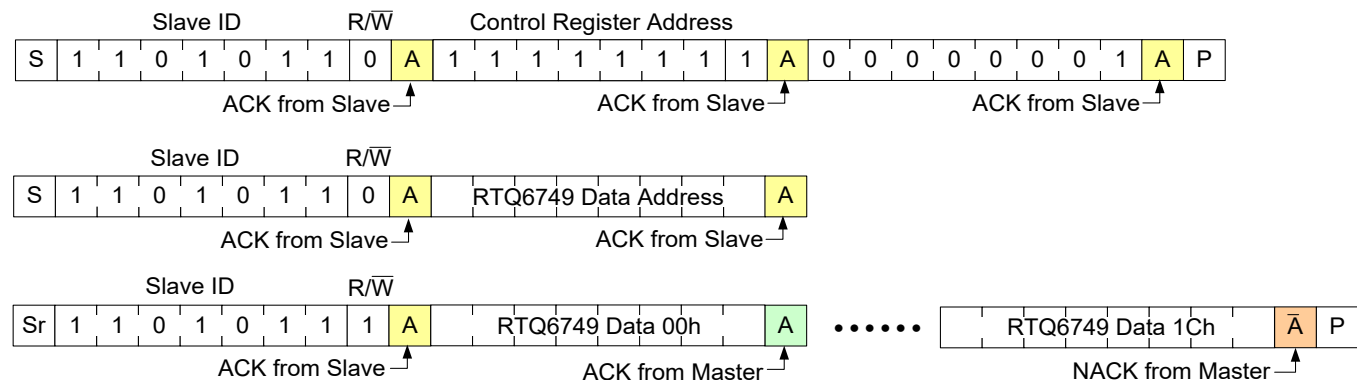 Slave ID R/W̅ Control Register Address
S 1 1 0 1 0 1 1 0 A 1 1 1 1 1 1 1 1 A 0 0 0 0 0 0 0 1 A P
ACK from Slave ACK from Slave ACK from Slave
Slave ID R/W̅
S 1 1 0 1 0 1 1 0 A RTQ6749 Data Address A
ACK from Slave ACK from Slave
Slave ID R/W̅
Sr 1 1 0 1 0 1 1 1 A RTQ6749 Data 00h A •••••• RTQ6749 Data 1Ch A̅ P
ACK from Slave ACK from Master NACK from Master